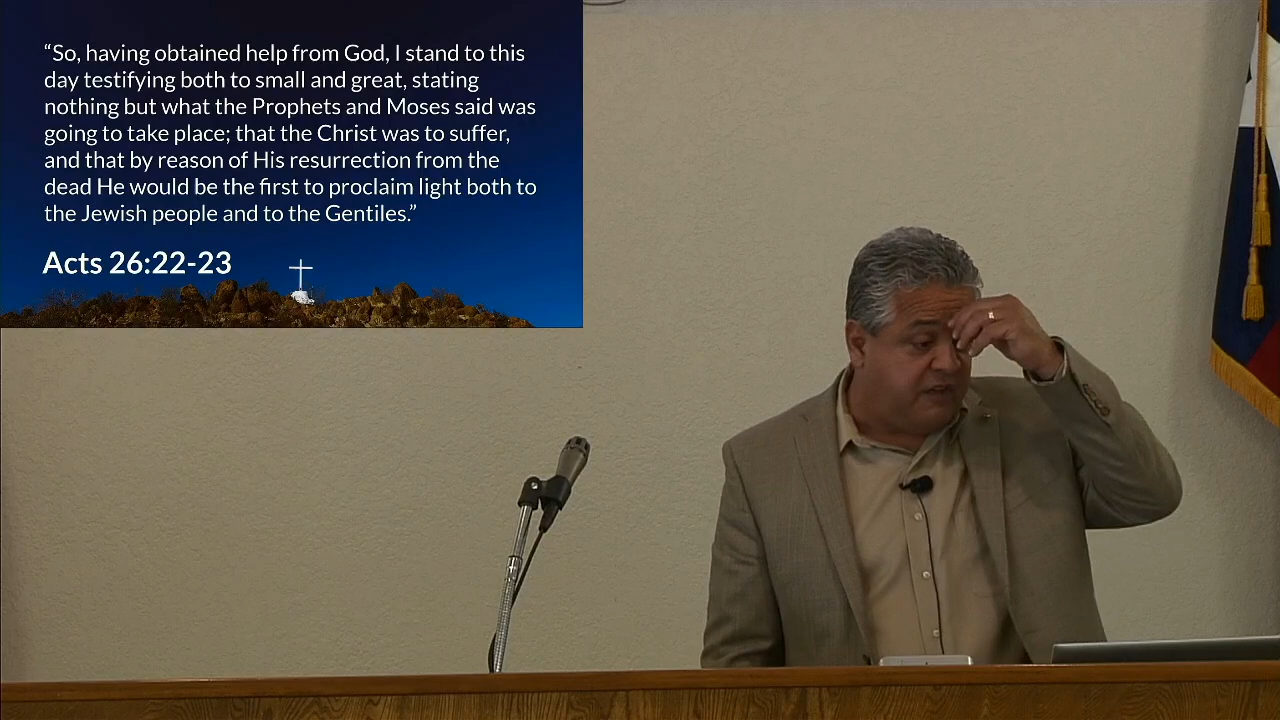 “So, having obtained help from God, I stand to this
day testifying both to small and great, stating
nothing but what the Prophets and Moses said was
going to take place; that the Christ was to suffer,
and that by reason of His resurrection from the
dead He would be the first to proclaim light both to
the Jewish people and to the Gentiles.”
Acts 26:22-23